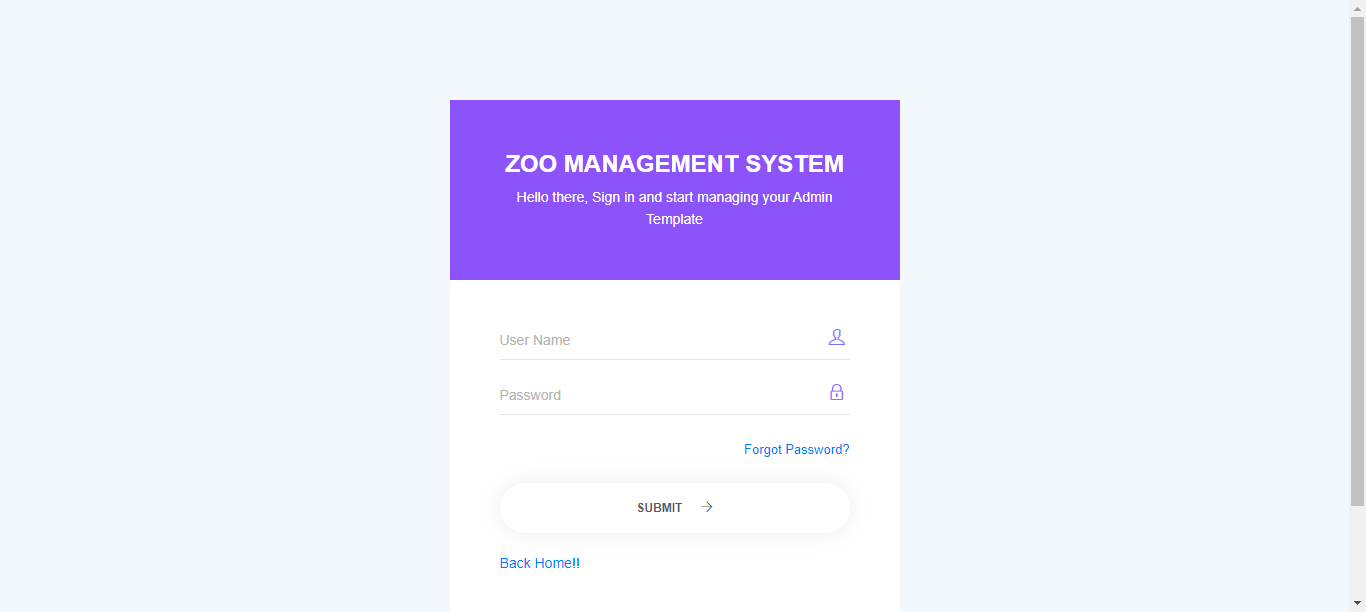 ZOO MANAGEMENT SYSTEM
Hello there, Sign in and start managing your Admin
Template
User Name
Password
Forgot Password?
SUBMIT
Back Home!!